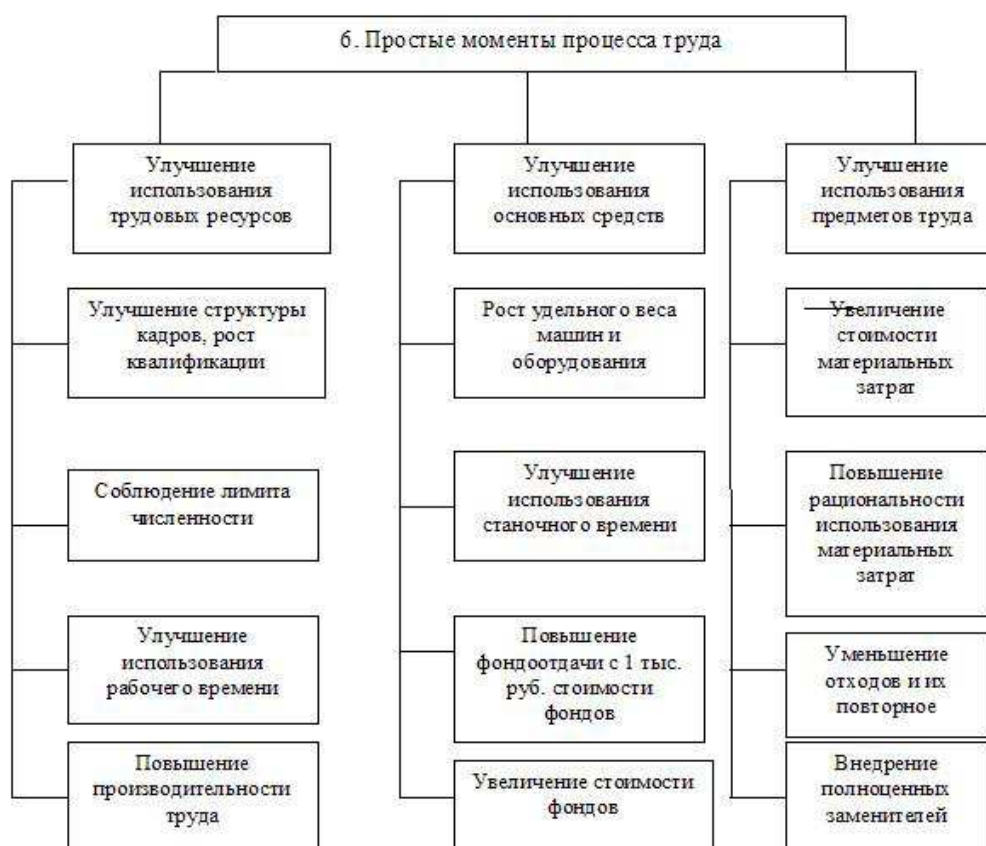 6. Простые моменты процесса труда
Улучшение
использования
трудовых ресурсов
Улучшение
использования
основных средств
Улучшение
использования
предметов труда
Улучшение структуры
кадров, рост
квалификации
Рост удельного веса
машин и
оборудования
Увеличение
стоимости
материальных
затрат
Соблюдение лимита
численности
Улучшение
использования
станочного времени
Повышение
рациональности
использования
материальных
затрат
Улучшение
использования
рабочего времени
Повышение
фондоотдачи с 1 тыс.
руб. стоимости
фондов
Уменьшение
отходов и их
повторное
Повышение
производительности
труда
Увеличение стоимости
фондов
Внедрение
полноценных
заменителей